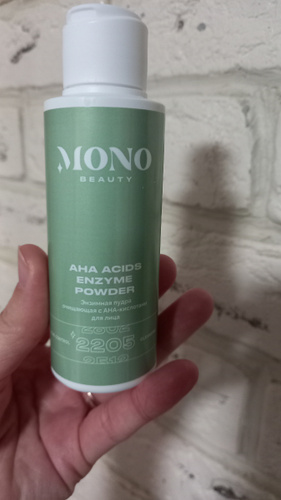 MONO
BEAUTY
AHA ACIDS
ENZYME
POWDER
Энзимная пудра
очищающая с AHA-кислотами
для лица
2205